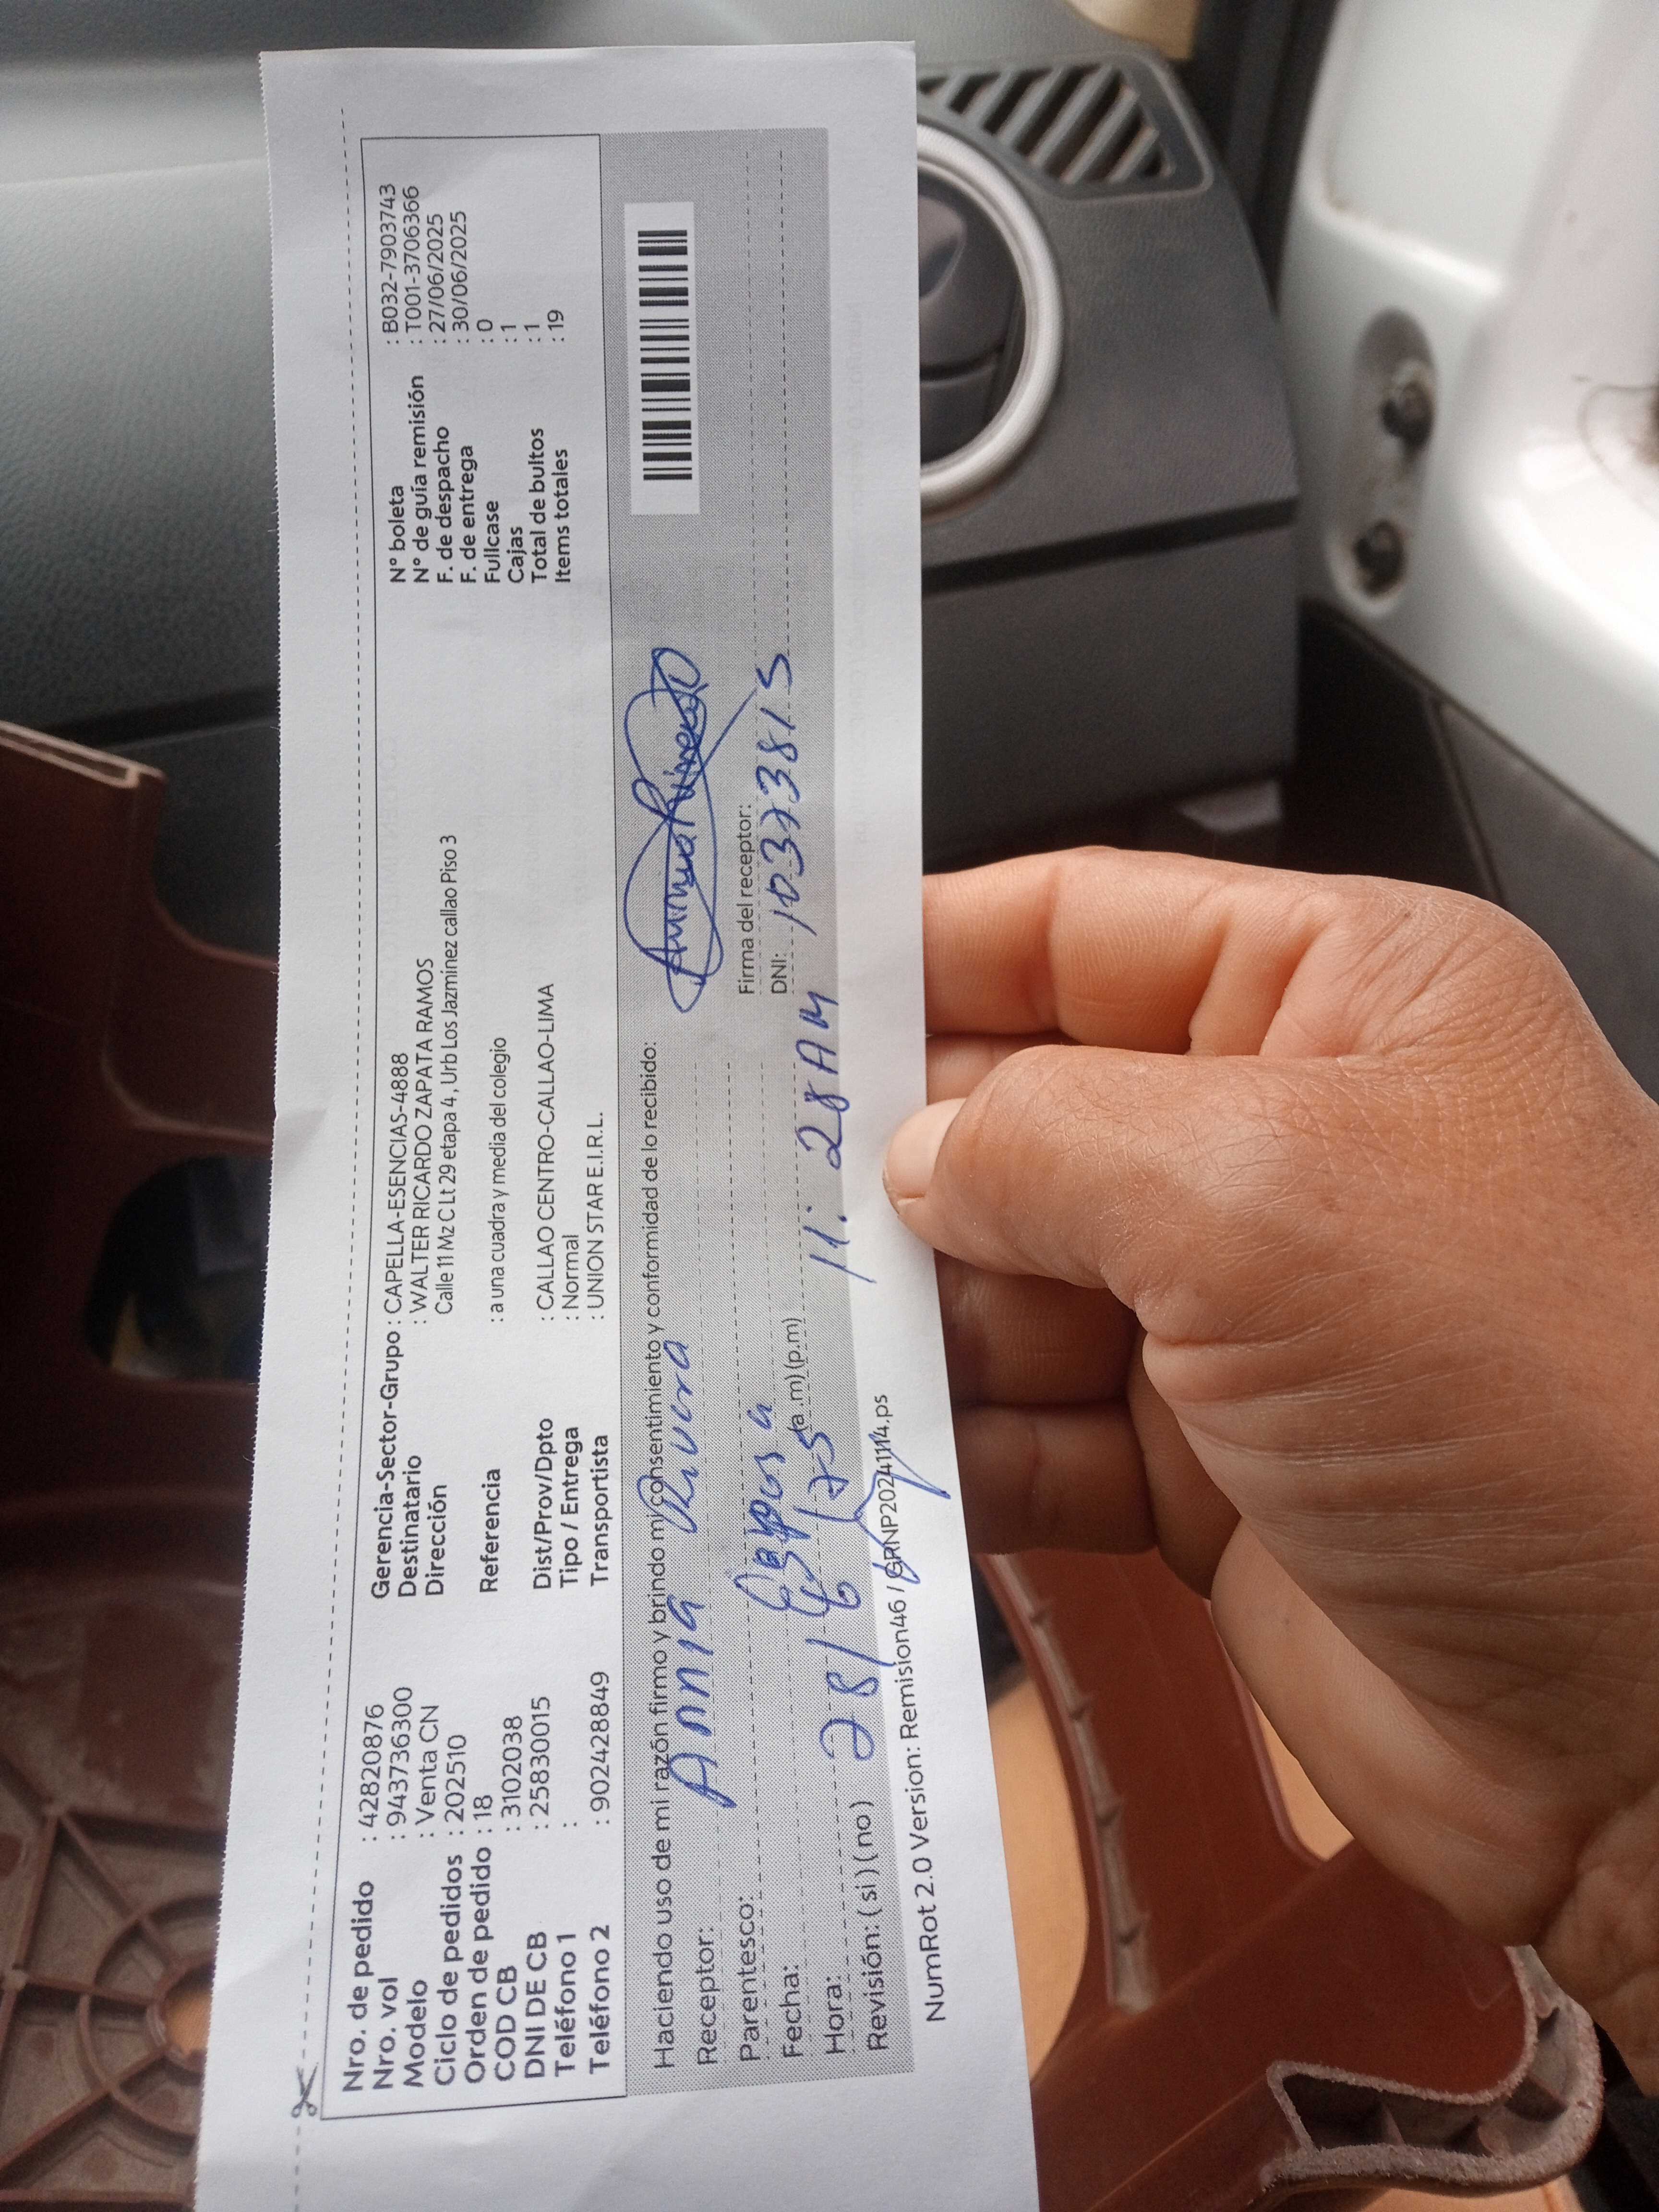 Nro. de pedido : 42820876
Nro. vol : 943736300
Modelo : Venta CN
Ciclo de pedidos : 202510
Orden de pedido : 18
COD CB : 3102038
DNI DE CB : 25830015
Teléfono 1 :
Teléfono 2 : 902428849
Gerencia-Sector-Grupo : CAPELLA-ESENCIAS-4888
Destinatario : WALTER RICARDO ZAPATA RAMOS
Dirección Calle 11 Mz C Lt 29 etapa 4 , Urb Los Jazminez callao Piso 3
Referencia : a una cuadra y media del colegio
Dist/Prov/Dpto : CALLAO CENTRO-CALLAO-LIMA
Tipo / Entrega : Normal
Transportista : UNION STAR E.I.R.L.
N° boleta : B032-7903743
N° de guía remisión : T001-3706366
F. de despacho : 27/06/2025
F. de entrega : 30/06/2025
Fullcase : 0
Cajas : 1
Total de bultos : 1
Items totales : 19
Haciendo uso de mi razón firmo y brindo mi consentimiento y conformidad de lo recibido:
Receptor: Annia Rivera
Parentesco: Esposa
Fecha: 28/6/25
Hora: (a.m) (p.m) 11:28 AM
Revisión: ( si ) ( no )
Firma del receptor:
DNI: 10373815
NumRot 2.0 Version: Remision46 / GRNP20241114.ps